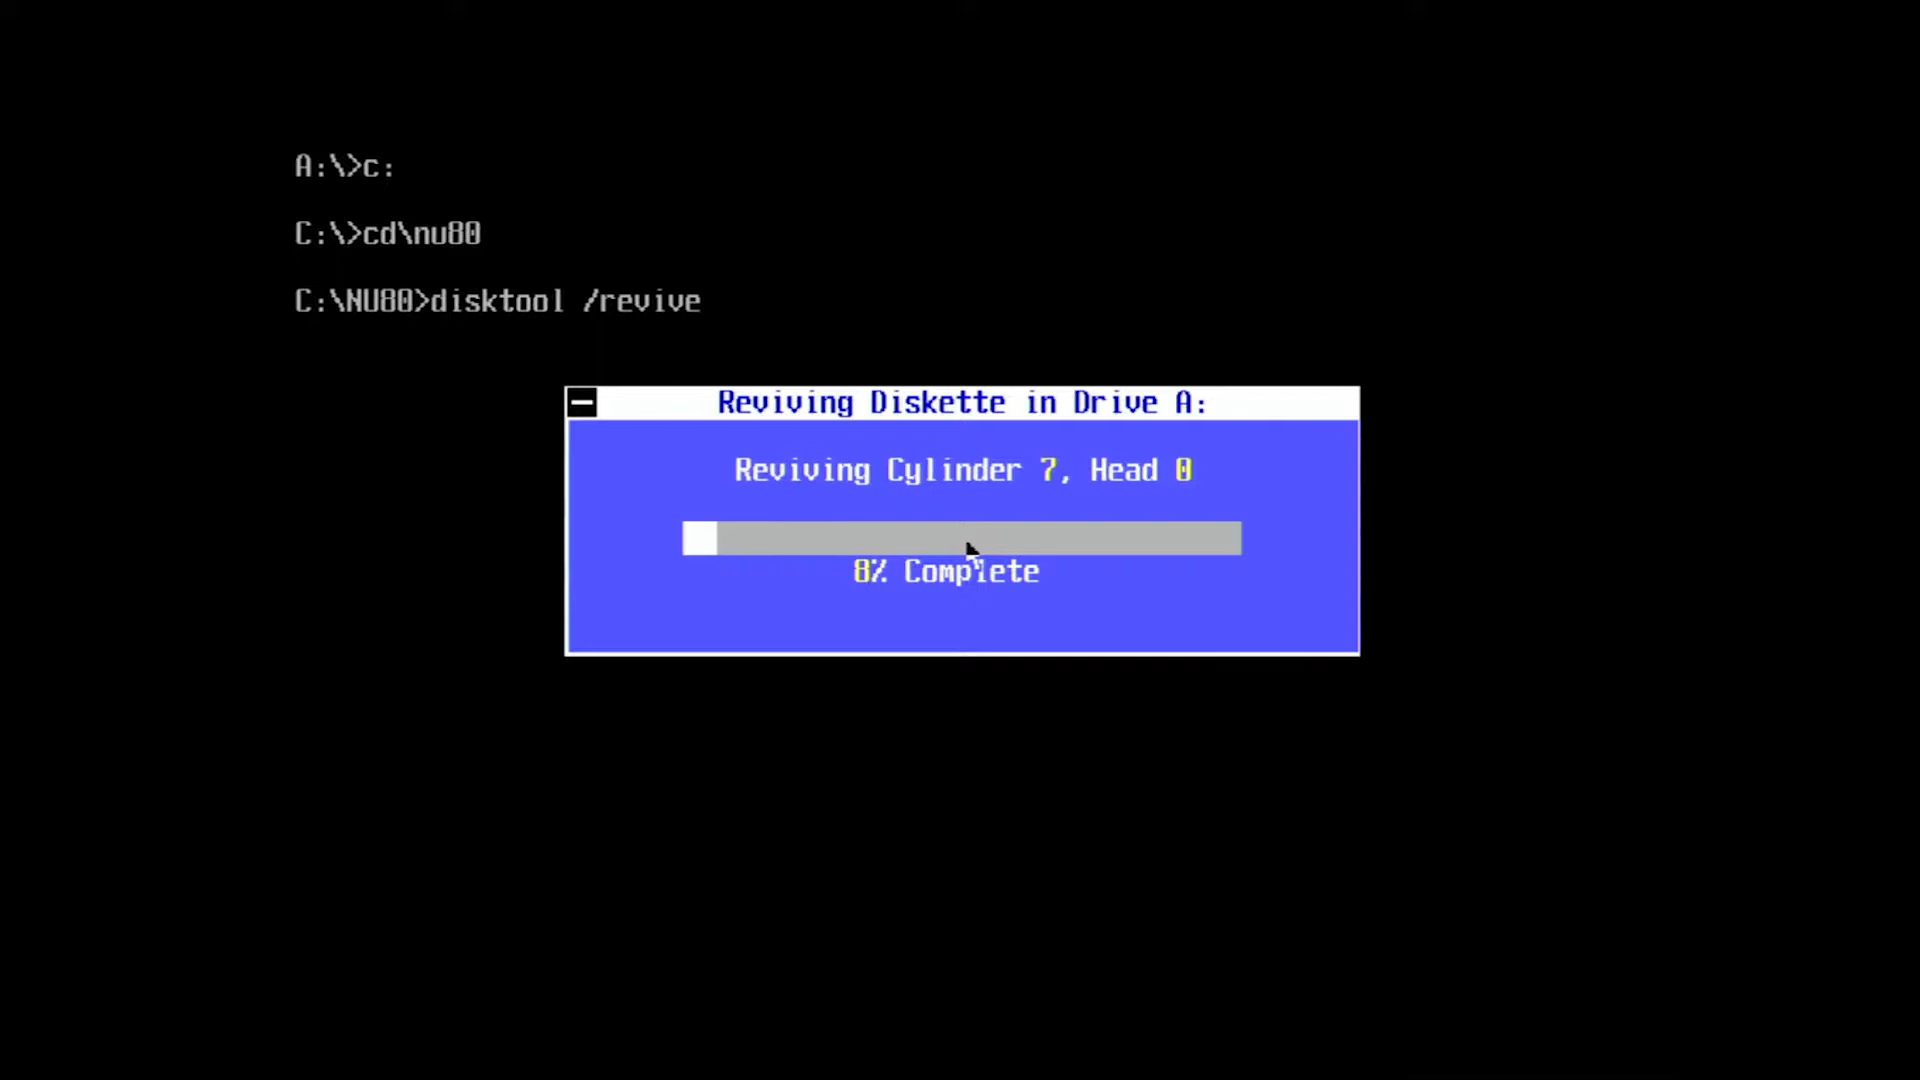 A:\>c:
C:\>cd\nu80
C:\NU80>disktool /revive
Reviving Diskette in Drive A:
Reviving Cylinder 7, Head 0
8% Complete